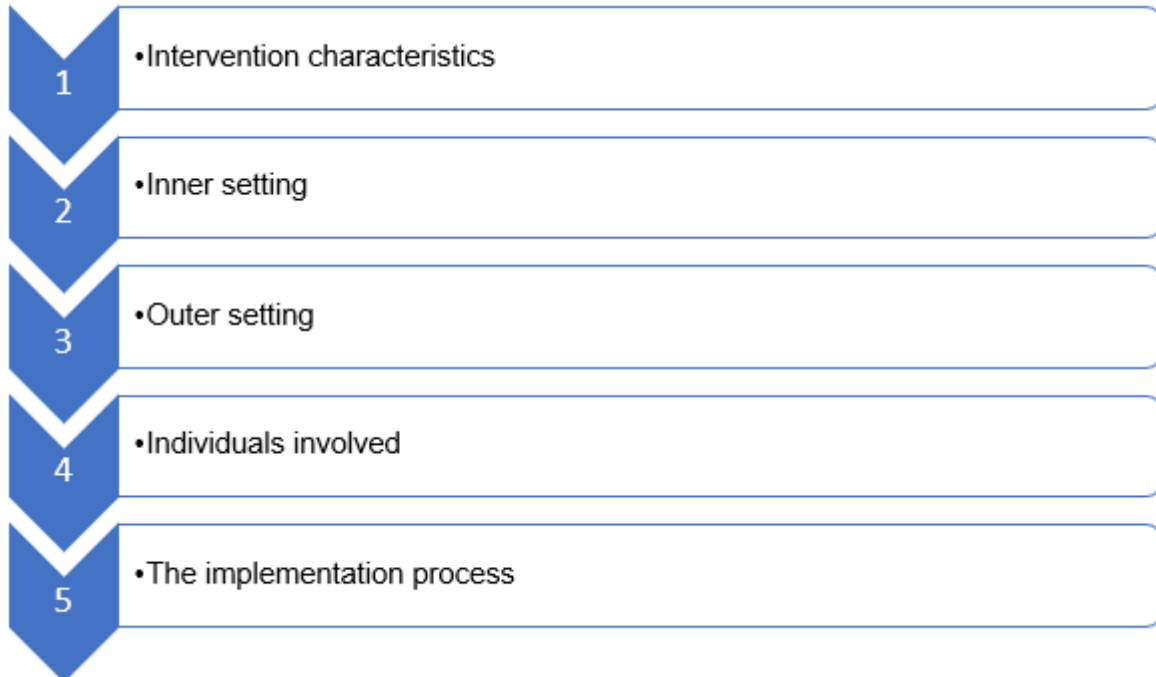 1
•Intervention characteristics
2
•Inner setting
3
•Outer setting
4
•Individuals involved
5
•The implementation process